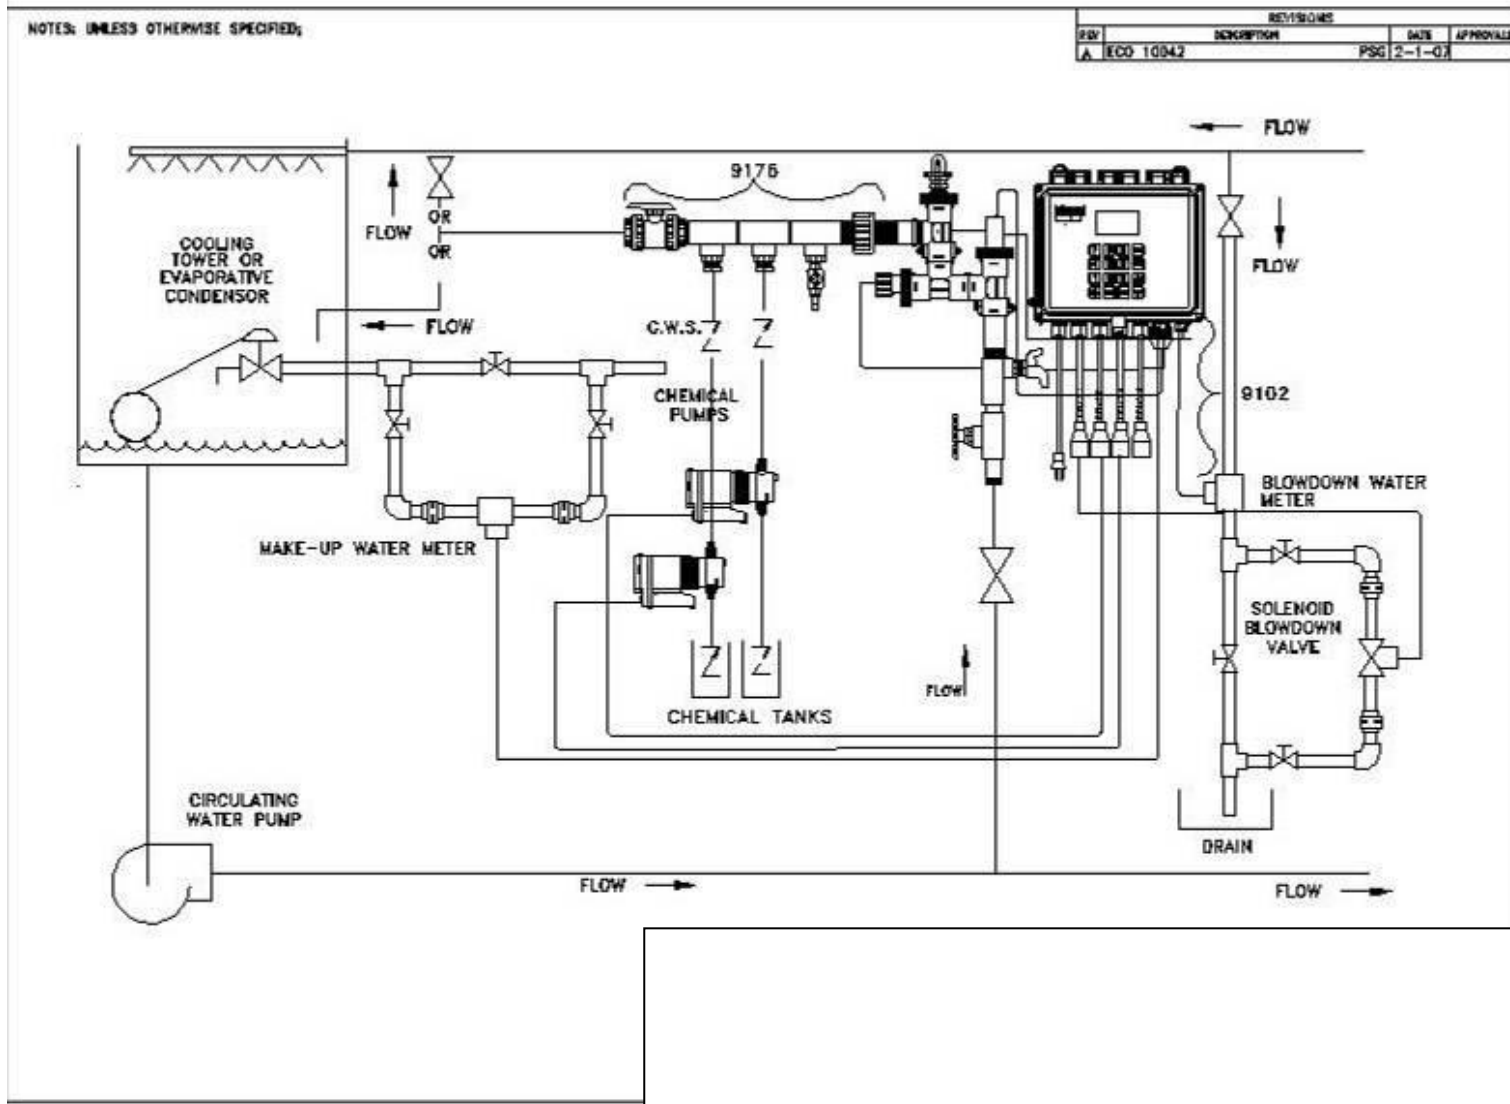 NOTES: UNLESS OTHERWISE SPECIFIED;
REVISIONS
REV DESCRIPTION DATE APPROVALS
A ECO 10042 PSG 2-1-07
FLOW
9176
FLOW
OR
OR
COOLING
TOWER OR
EVAPORATIVE
CONDENSOR
FLOW
FLOW
C.W.S.
CHEMICAL
PUMPS
9102
BLOWDOWN WATER
METER
MAKE-UP WATER METER
SOLENOID
BLOWDOWN
VALVE
FLOW
CHEMICAL TANKS
CIRCULATING
WATER PUMP
DRAIN
FLOW
FLOW